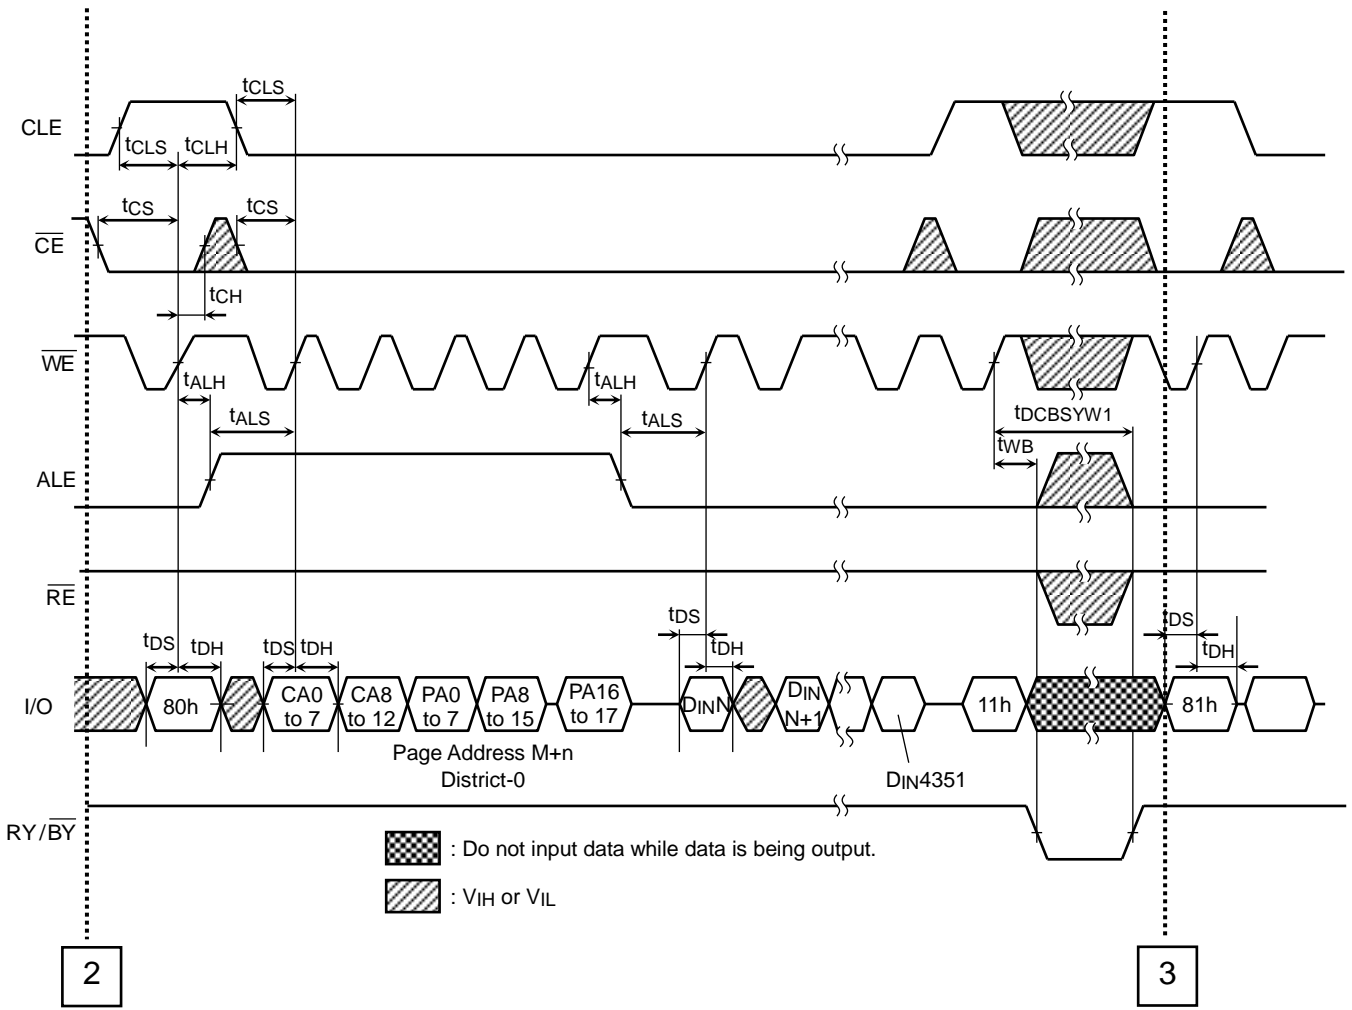 tCLS
CLE
tCLS
tCLH
tCS
tCS
CE
tCH
WE
tALH
tALH
tALS
tALS
tDCBSYW1
tWB
ALE
RE
tDS
tDH
tDS
tDH
tDS
tDH
tDS
tDH
I/O
80h
CA0
to 7
CA8
to 12
PA0
to 7
PA8
to 15
PA16
to 17
DINN
DIN
N+1
11h
81h
Page Address M+n
District-0
DIN4351
RY/BY
: Do not input data while data is being output.
: VIH or VIL
2
3